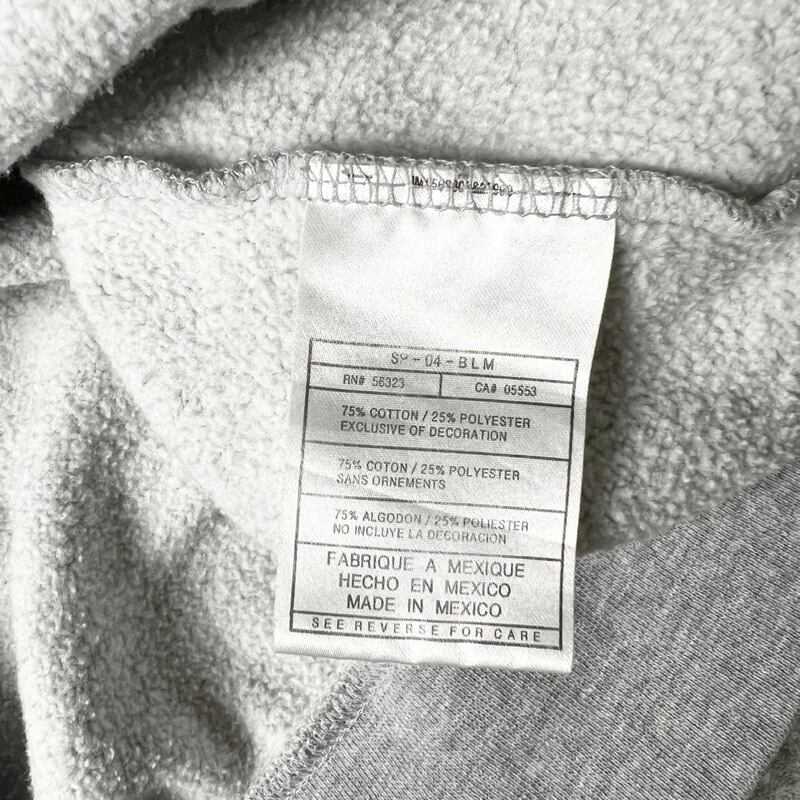 SP-04-BLM
RN# 56323 CA# 05553
75% COTTON / 25% POLYESTER
EXCLUSIVE OF DECORATION
75% COTON / 25% POLYESTER
SANS ORNEMENTS
75% ALGODON / 25% POLIESTER
NO INCLUYE LA DECORACION
FABRIQUE A MEXIQUE
HECHO EN MEXICO
MADE IN MEXICO
SEE REVERSE FOR CARE